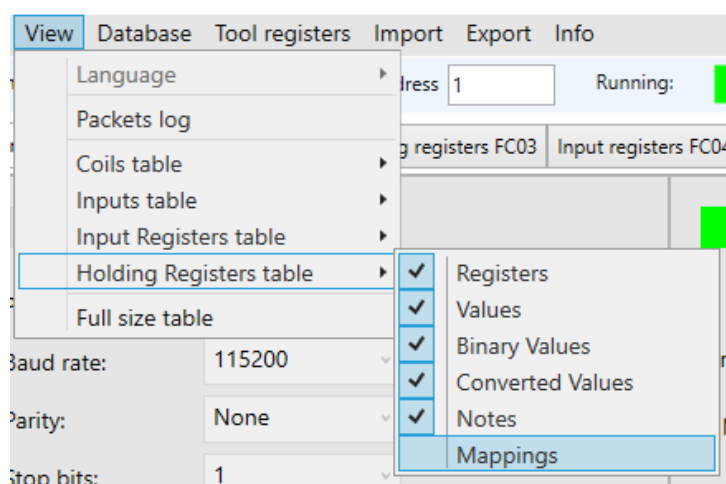 View Database Tool registers Import Export Info
Language
1 Running:
Packets log
registers FC03 Input registers FC04
Coils table
Inputs table
Input Registers table
Holding Registers table
Registers
Values
Full size table
Binary Values
Baud rate: 115200
Converted Values
Parity: None
Notes
Mappings
Stop bits: 1